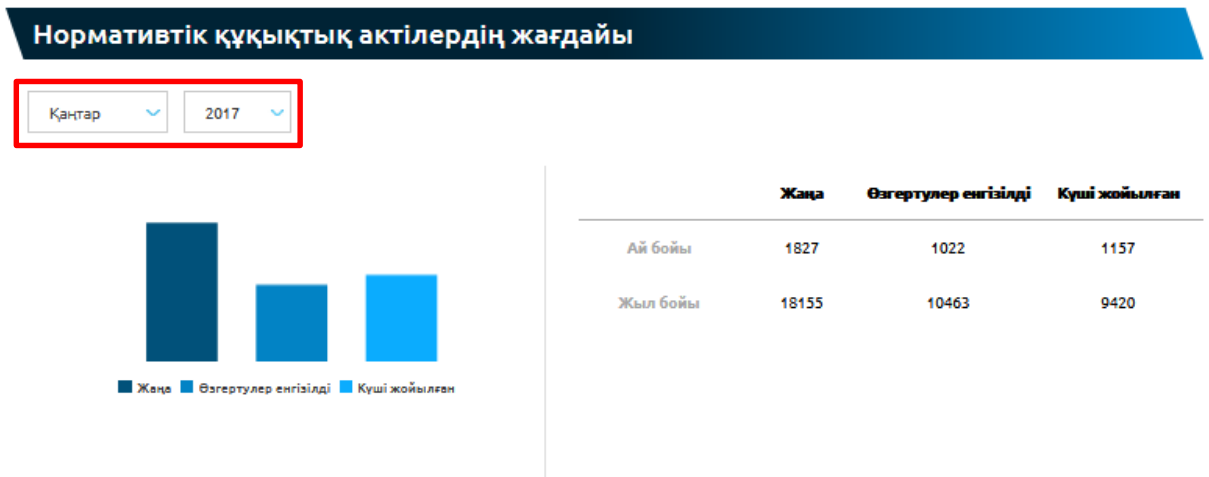 Нормативтік құқықтық актілердің жағдайы
Қаңтар 2017
Жаңа Өзгертулер енгізілді Күші жойылған
Ай бойы 1827 1022 1157
Жыл бойы 18155 10463 9420
Жаңа Өзгертулер енгізілді Күші жойылған